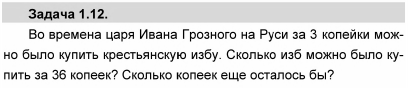 Задача 1.12.
Во времена царя Ивана Грозного на Руси за 3 копейки мож-
но было купить крестьянскую избу. Сколько изб можно было ку-
пить за 36 копеек? Сколько копеек еще осталось бы?